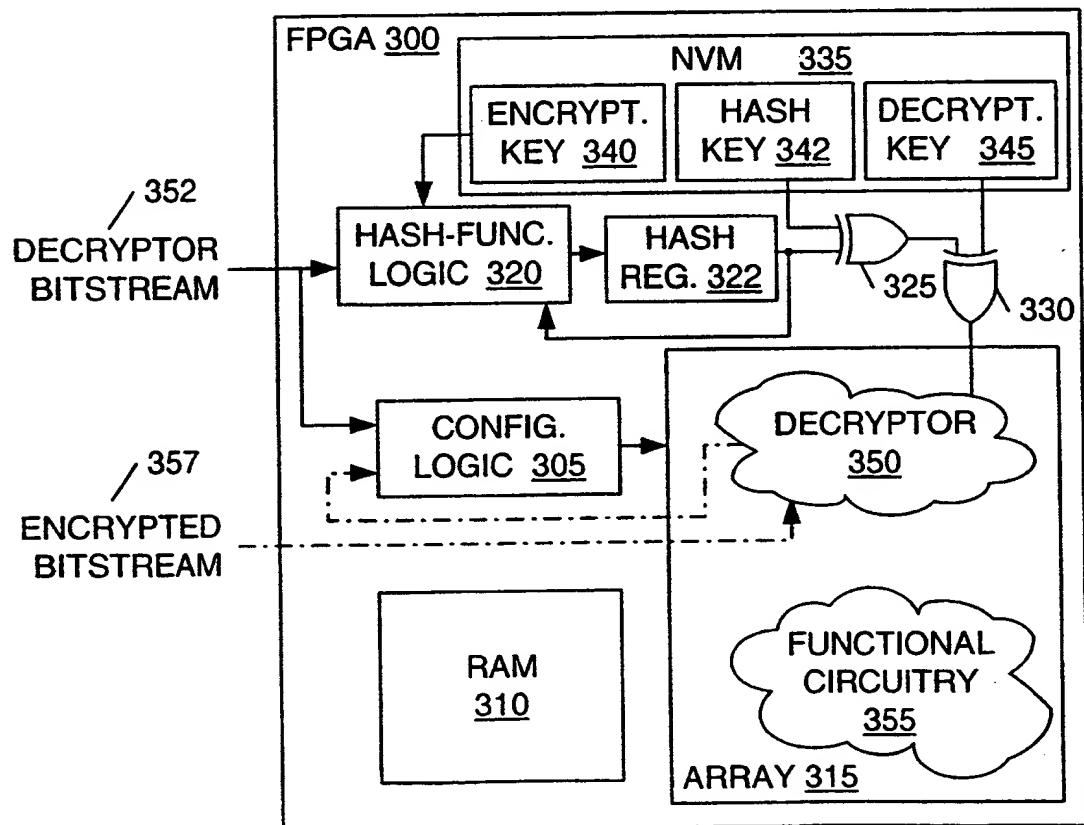 FPGA 300
NVM 335
ENCRYPT.
KEY 340
HASH
KEY 342
DECRYPT.
KEY 345
352
DECRYPTOR
BITSTREAM
HASH-FUNC.
LOGIC 320
HASH
REG. 322
325
330
CONFIG.
LOGIC 305
DECRYPTOR
350
357
ENCRYPTED
BITSTREAM
RAM
310
FUNCTIONAL
CIRCUITRY
355
ARRAY 315